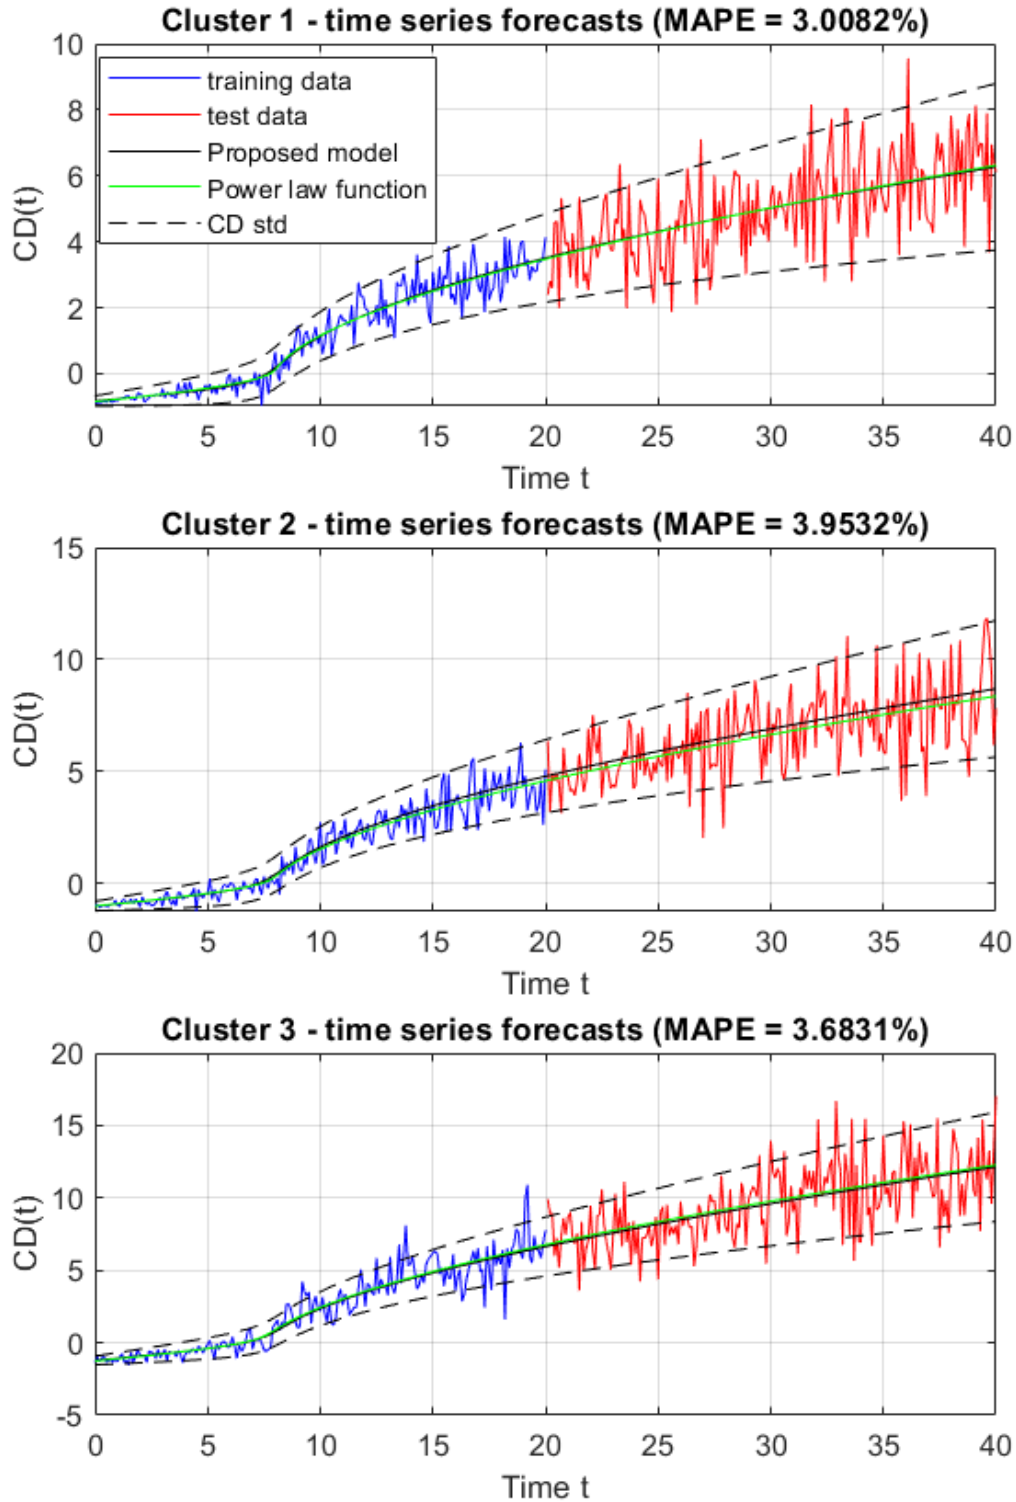 Cluster 1 - time series forecasts (MAPE = 3.0082%)
10
8
6
4
2
0
CD(t)
training data
test data
Proposed model
Power law function
CD std
0 5 10 15 20 25 30 35 40
Time t
Cluster 2 - time series forecasts (MAPE = 3.9532%)
15
10
5
0
CD(t)
0 5 10 15 20 25 30 35 40
Time t
Cluster 3 - time series forecasts (MAPE = 3.6831%)
20
15
10
5
0
-5
CD(t)
0 5 10 15 20 25 30 35 40
Time t